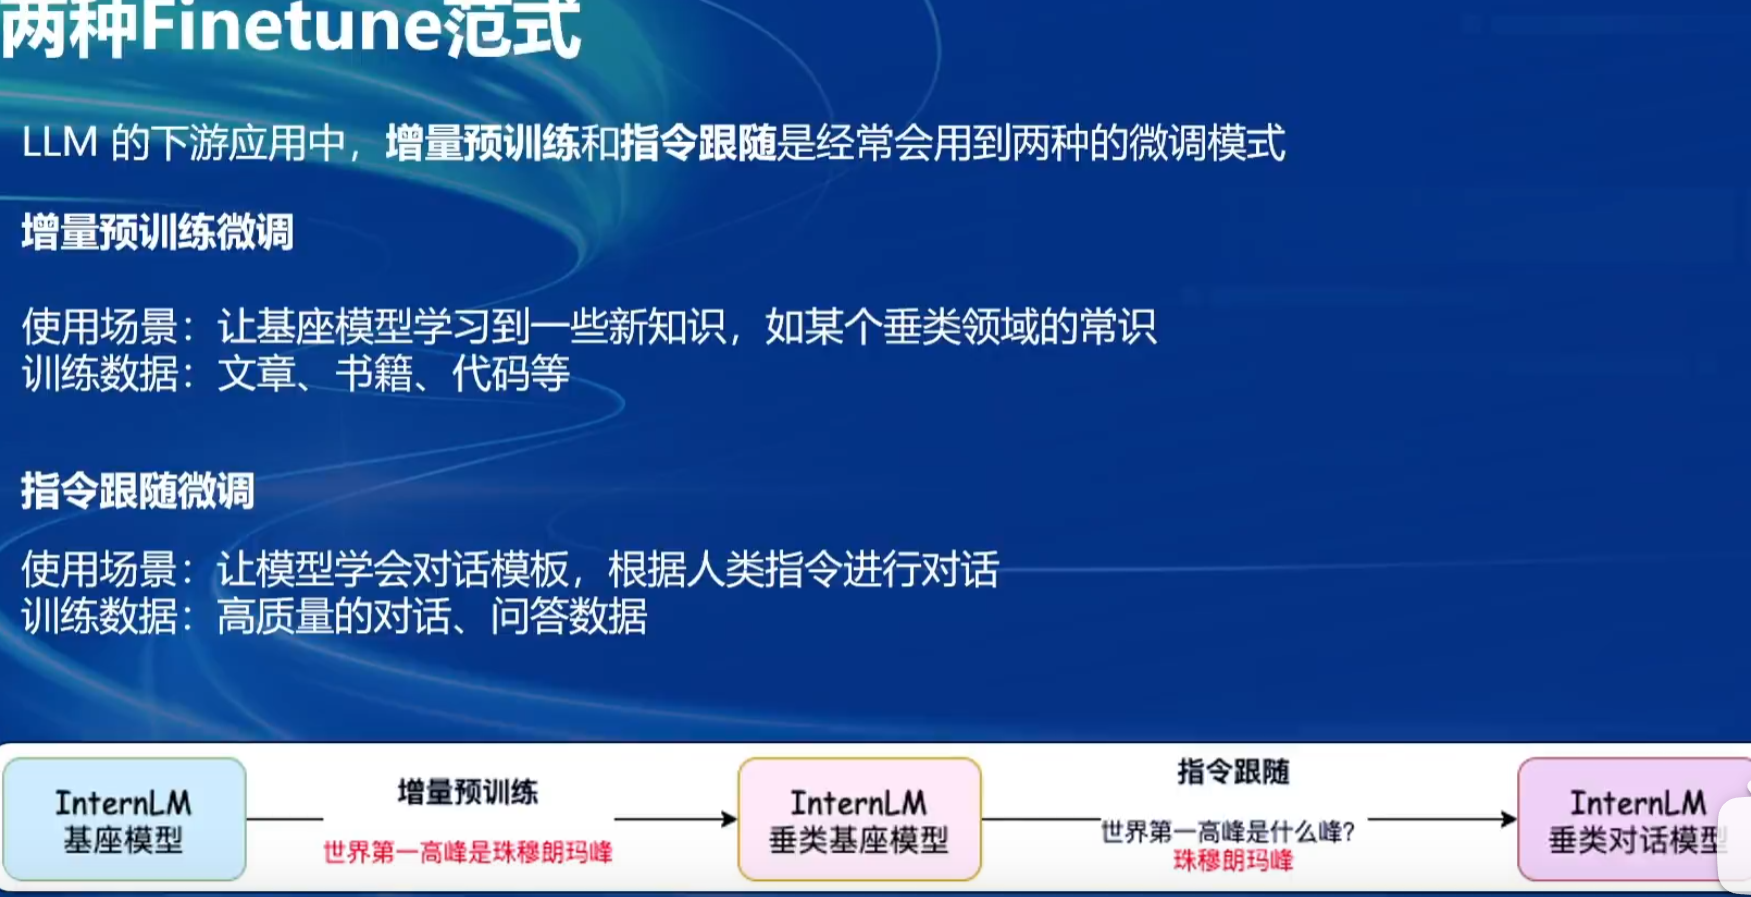 两种Finetune范式
LLM 的下游应用中，增量预训练和指令跟随是经常会用到两种的微调模式
增量预训练微调
使用场景：让基座模型学习到一些新知识，如某个垂类领域的常识
训练数据：文章、书籍、代码等
指令跟随微调
使用场景：让模型学会对话模板，根据人类指令进行对话
训练数据：高质量的对话、问答数据
InternLM
基座模型
增量预训练
世界第一高峰是珠穆朗玛峰
InternLM
垂类基座模型
指令跟随
世界第一高峰是什么峰?
珠穆朗玛峰
InternLM
垂类对话模型